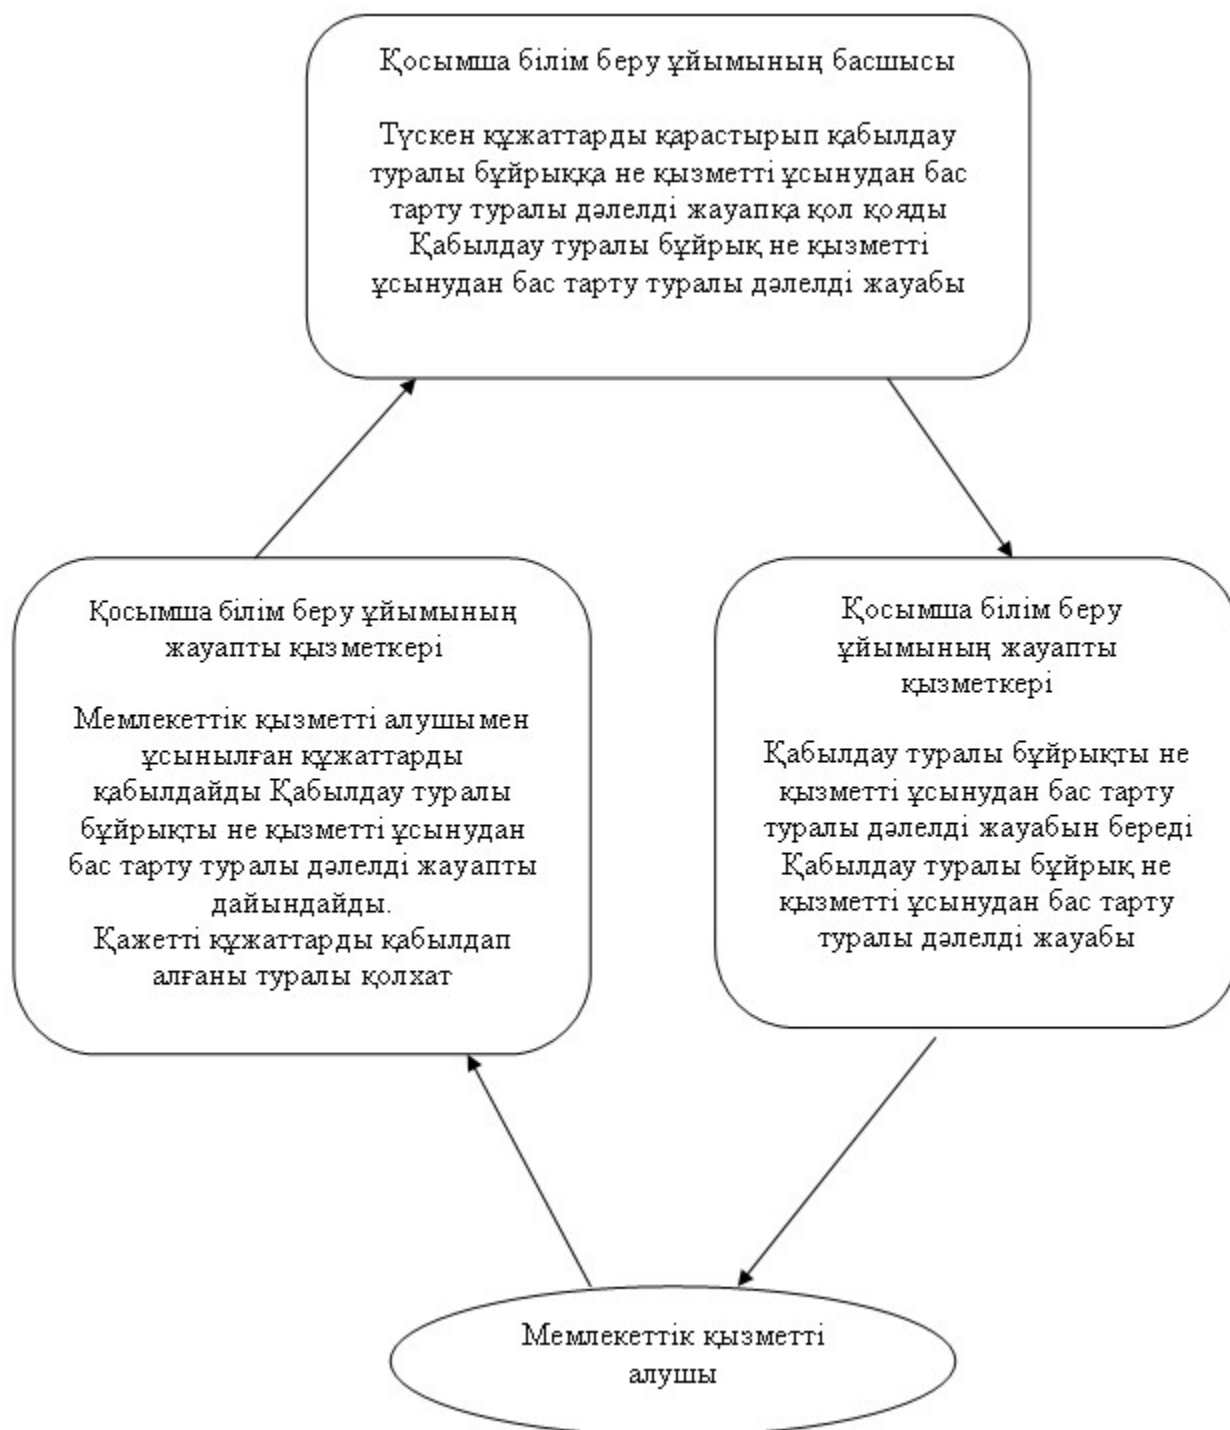 Қосымша білім беру ұйымының басшысы
Түскен құжаттарды қарастырып қабылдау
туралы бұйрыққа не қызметті ұсынудан бас
тарту туралы дәлелді жауапқа қол қояды
Қабылдау туралы бұйрық не қызметті
ұсынудан бас тарту туралы дәлелді жауабы
Қосымша білім беру ұйымының
жауапты қызметкері
Мемлекеттік қызметті алушымен
ұсынылған құжаттарды
қабылдайды Қабылдау туралы
бұйрықты не қызметті ұсынудан
бас тарту туралы дәлелді жауапты
дайындайды.
Қажетті құжаттарды қабылдап
алғаны туралы қолхат
Қосымша білім беру
ұйымының жауапты
қызметкері
Қабылдау туралы бұйрықты не
қызметті ұсынудан бас тарту
туралы дәлелді жауабын береді
Қабылдау туралы бұйрық не
қызметті ұсынудан бас тарту
туралы дәлелді жауабы
Мемлекеттік қызметті
алушы